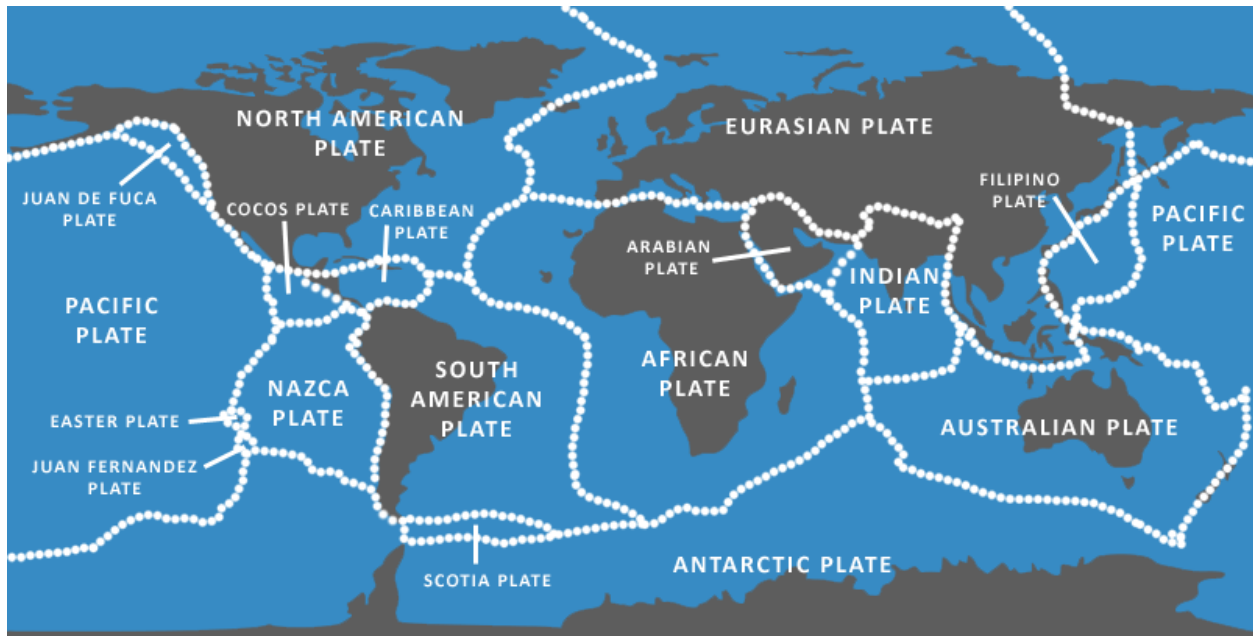 NORTH AMERICAN
PLATE
EURASIAN PLATE
JUAN DE FUCA
PLATE
COCOS PLATE
CARIBBEAN
PLATE
FILIPINO
PLATE
PACIFIC
PLATE
ARABIAN
PLATE
INDIAN
PLATE
PACIFIC
PLATE
NAZCA
PLATE
SOUTH
AMERICAN
PLATE
AFRICAN
PLATE
EASTER PLATE
AUSTRALIAN PLATE
JUAN FERNANDEZ
PLATE
SCOTIA PLATE
ANTARCTIC PLATE